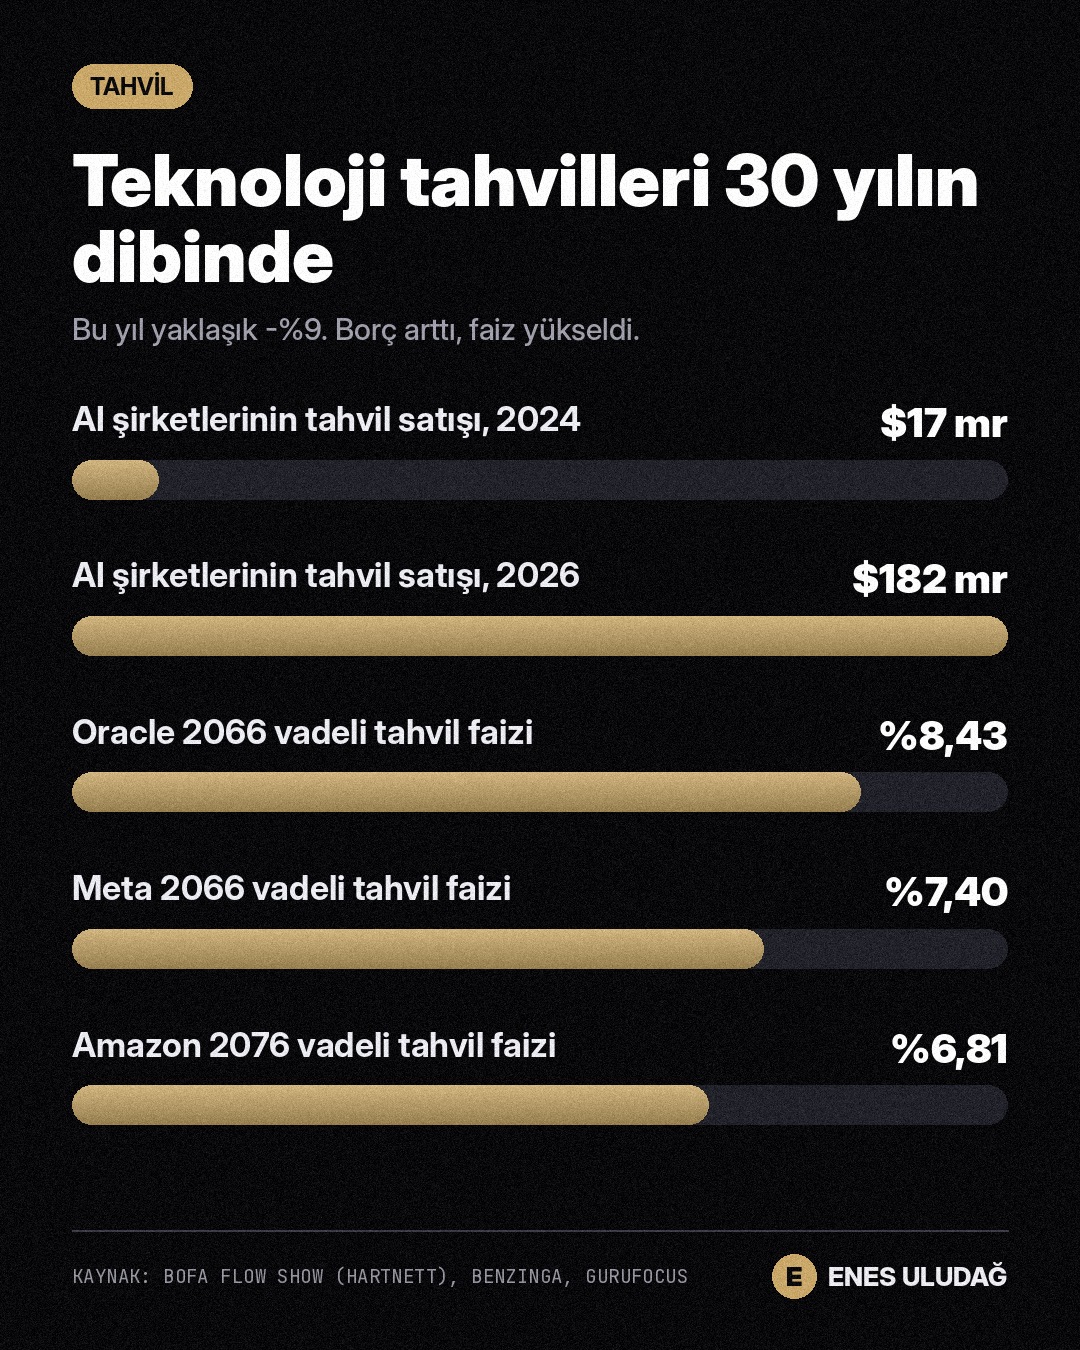 TAHVİL
Teknoloji tahvilleri 30 yılın
dibinde
Bu yıl yaklaşık -%9. Borç arttı, faiz yükseldi.
AI şirketlerinin tahvil satışı, 2024
$17 mr
AI şirketlerinin tahvil satışı, 2026
$182 mr
Oracle 2066 vadeli tahvil faizi
%8,43
Meta 2066 vadeli tahvil faizi
%7,40
Amazon 2076 vadeli tahvil faizi
%6,81
KAYNAK: BOFA FLOW SHOW (HARTNETT), BENZINGA, GURUFOCUS
E ENES ULUDAĞ